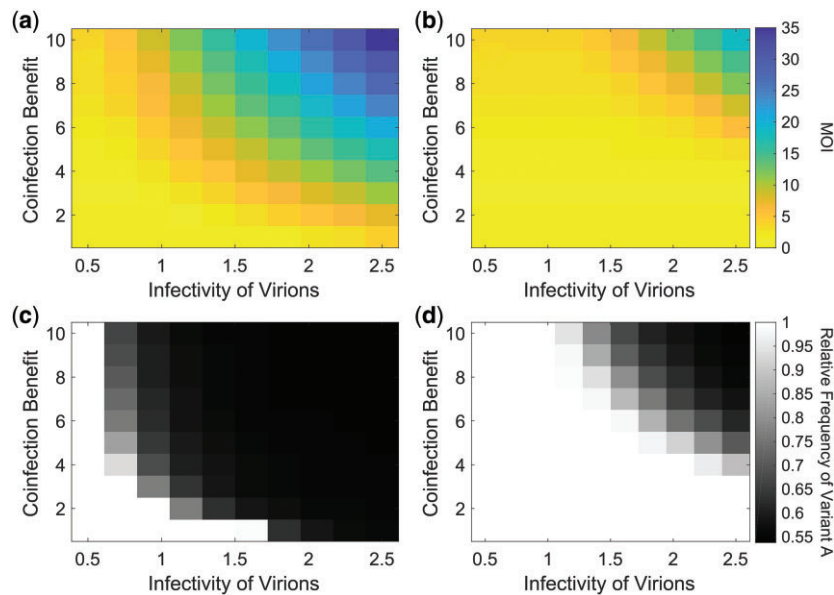 (a)
10
8
6
4
2
Coinfection Benefit
0.5 1 1.5 2 2.5
Infectivity of Virions
(b)
10
8
6
4
2
Coinfection Benefit
0.5 1 1.5 2 2.5
Infectivity of Virions
35
30
25
20
15
10
5
0
MOI
(c)
10
8
6
4
2
Coinfection Benefit
0.5 1 1.5 2 2.5
Infectivity of Virions
(d)
10
8
6
4
2
Coinfection Benefit
0.5 1 1.5 2 2.5
Infectivity of Virions
1
0.95
0.9
0.85
0.8
0.75
0.7
0.65
0.6
0.55
Relative Frequency of Variant A